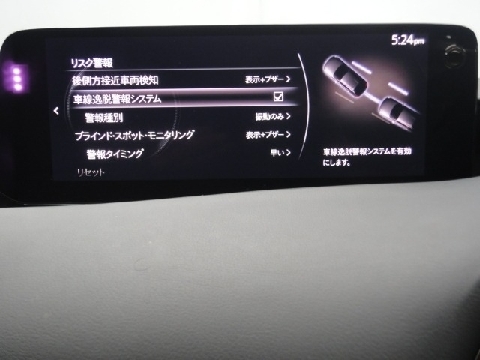 5:24pm
リスク警報
後側方接近車両検知 表示+ブザー
車線逸脱警報システム
警報種別 振動のみ
ブラインド・スポット・モニタリング 表示+ブザー
警報タイミング 早い
リセット
車線逸脱警報システムを有効
にします。